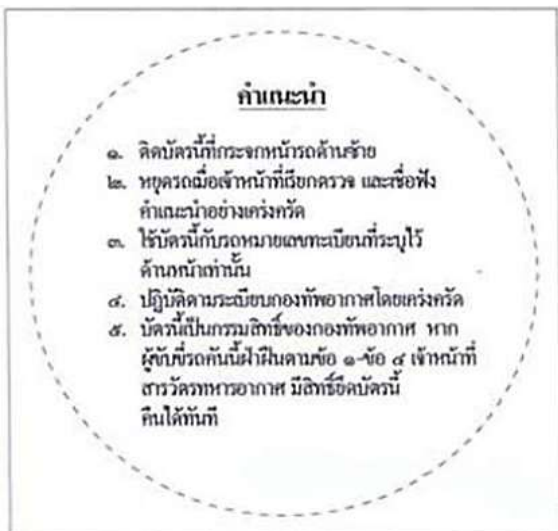 คำแนะนำ
๑. ติดบัตรนี้ที่กระจกหน้ารถด้านซ้าย
๒. หยุดรถเมื่อเจ้าหน้าที่เรียกตรวจ และเชื่อฟัง
คำแนะนำอย่างเคร่งครัด
๓. ใช้บัตรนี้กับรถหมายเลขทะเบียนที่ระบุไว้
ด้านหน้าเท่านั้น
๔. ปฏิบัติตามระเบียบกองทัพอากาศโดยเคร่งครัด
๕. บัตรนี้เป็นกรรมสิทธิ์ของกองทัพอากาศ หาก
ผู้ขับขี่รถคันนี้ฝ่าฝืนตามข้อ ๑-ข้อ ๔ เจ้าหน้าที่
สารวัตรทหารอากาศ มีสิทธิ์ยึดบัตรนี้
คืนได้ทันที